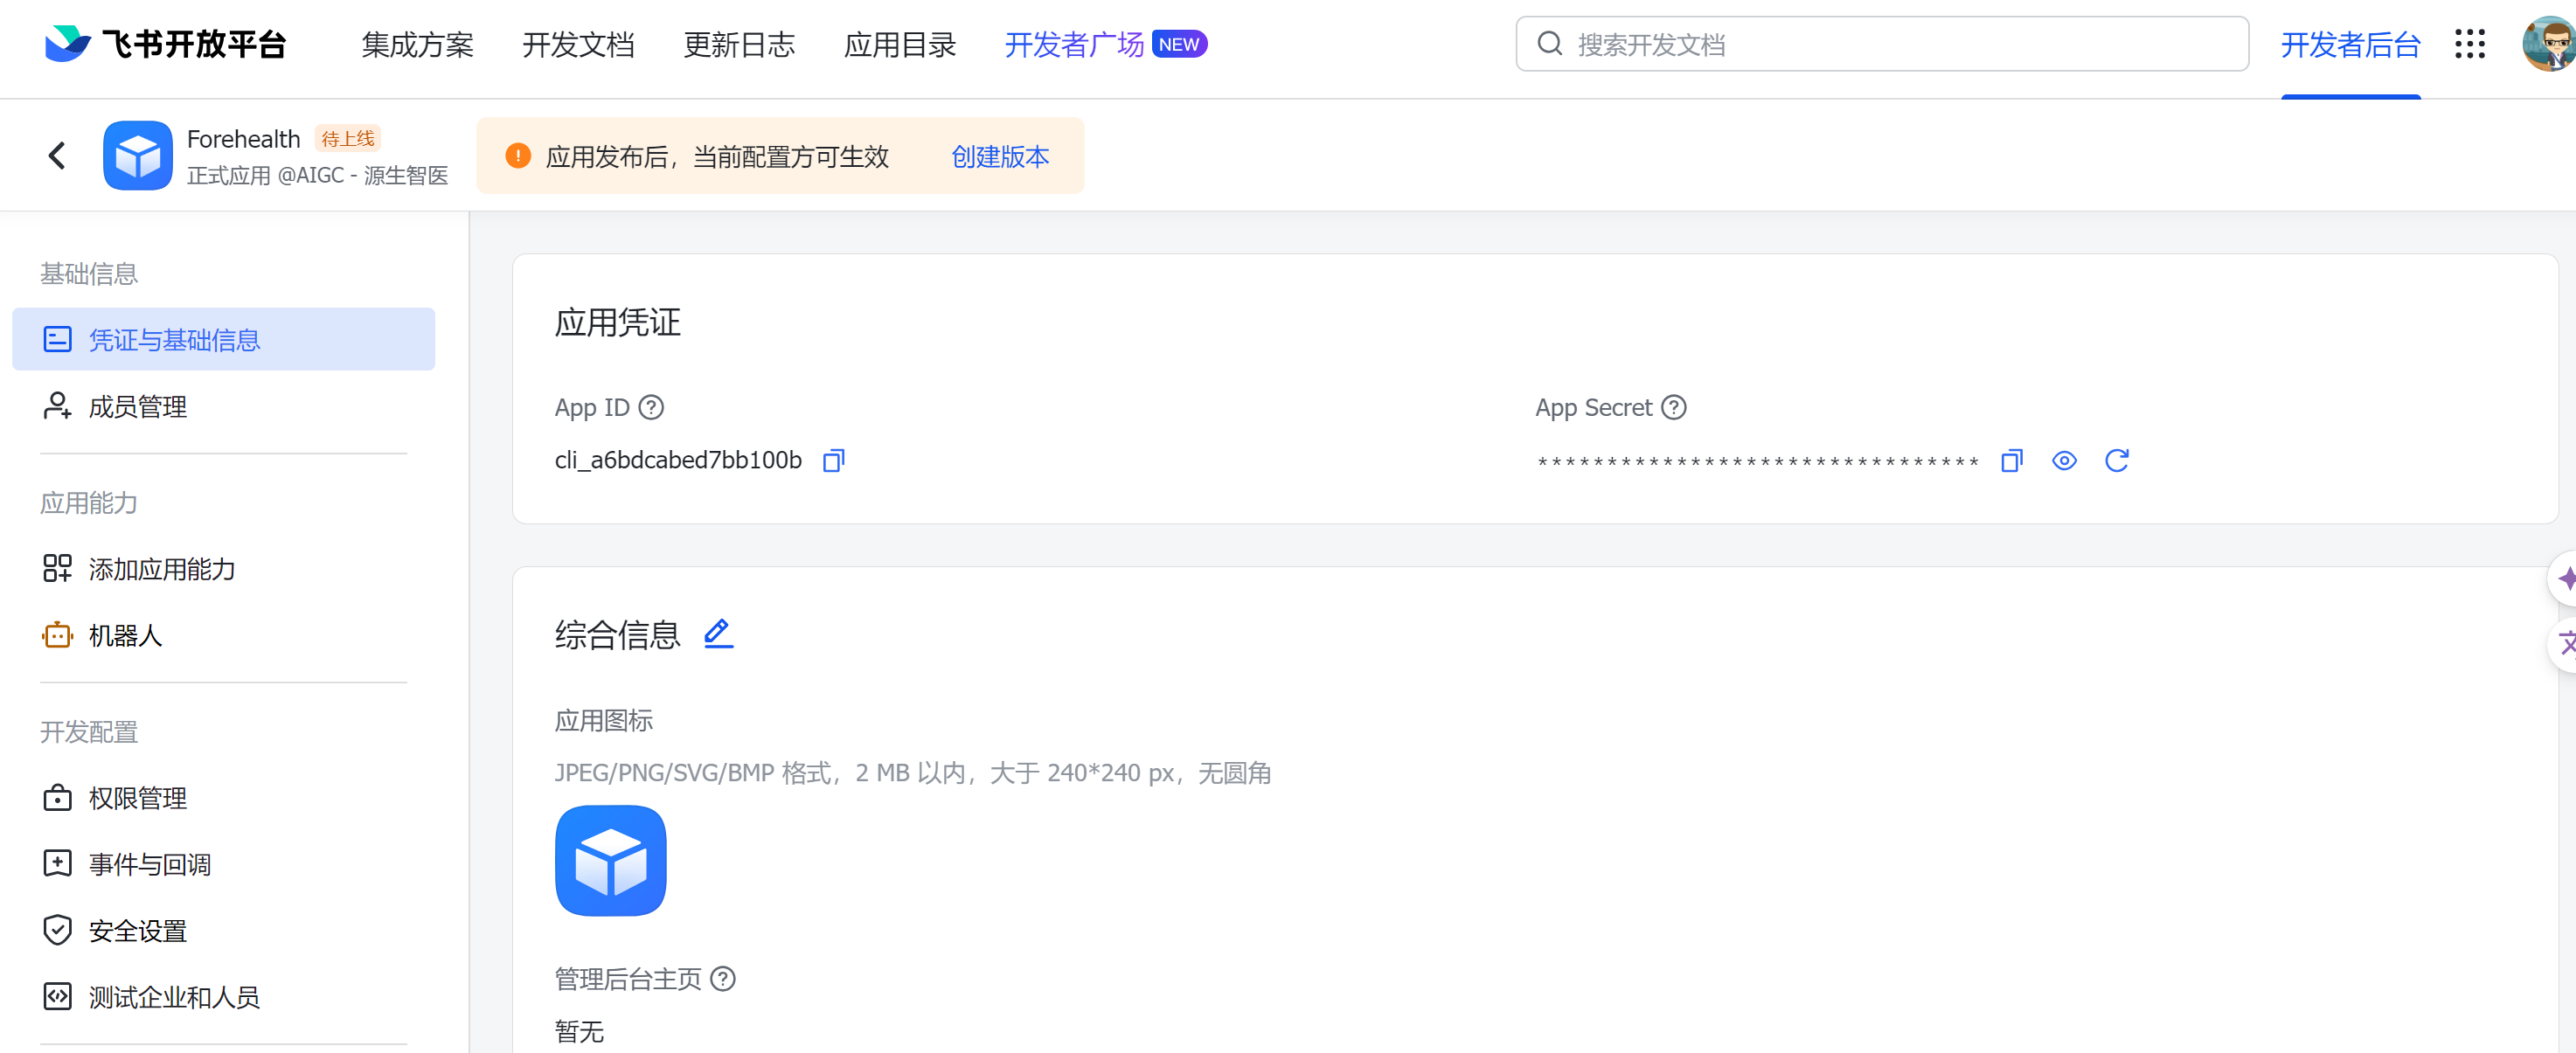 飞书开放平台
集成方案
开发文档
更新日志
应用目录
开发者广场 NEW
搜索开发文档
开发者后台
Forehealth 待上线
正式应用 @AIGC - 源生智医
应用发布后，当前配置方可生效
创建版本
基础信息
凭证与基础信息
成员管理
应用能力
添加应用能力
机器人
开发配置
权限管理
事件与回调
安全设置
测试企业和人员
应用凭证
App ID
cli_a6bdcabed7bb100b
App Secret
********************************
综合信息
应用图标
JPEG/PNG/SVG/BMP 格式，2 MB 以内，大于 240*240 px，无圆角
管理后台主页
暂无